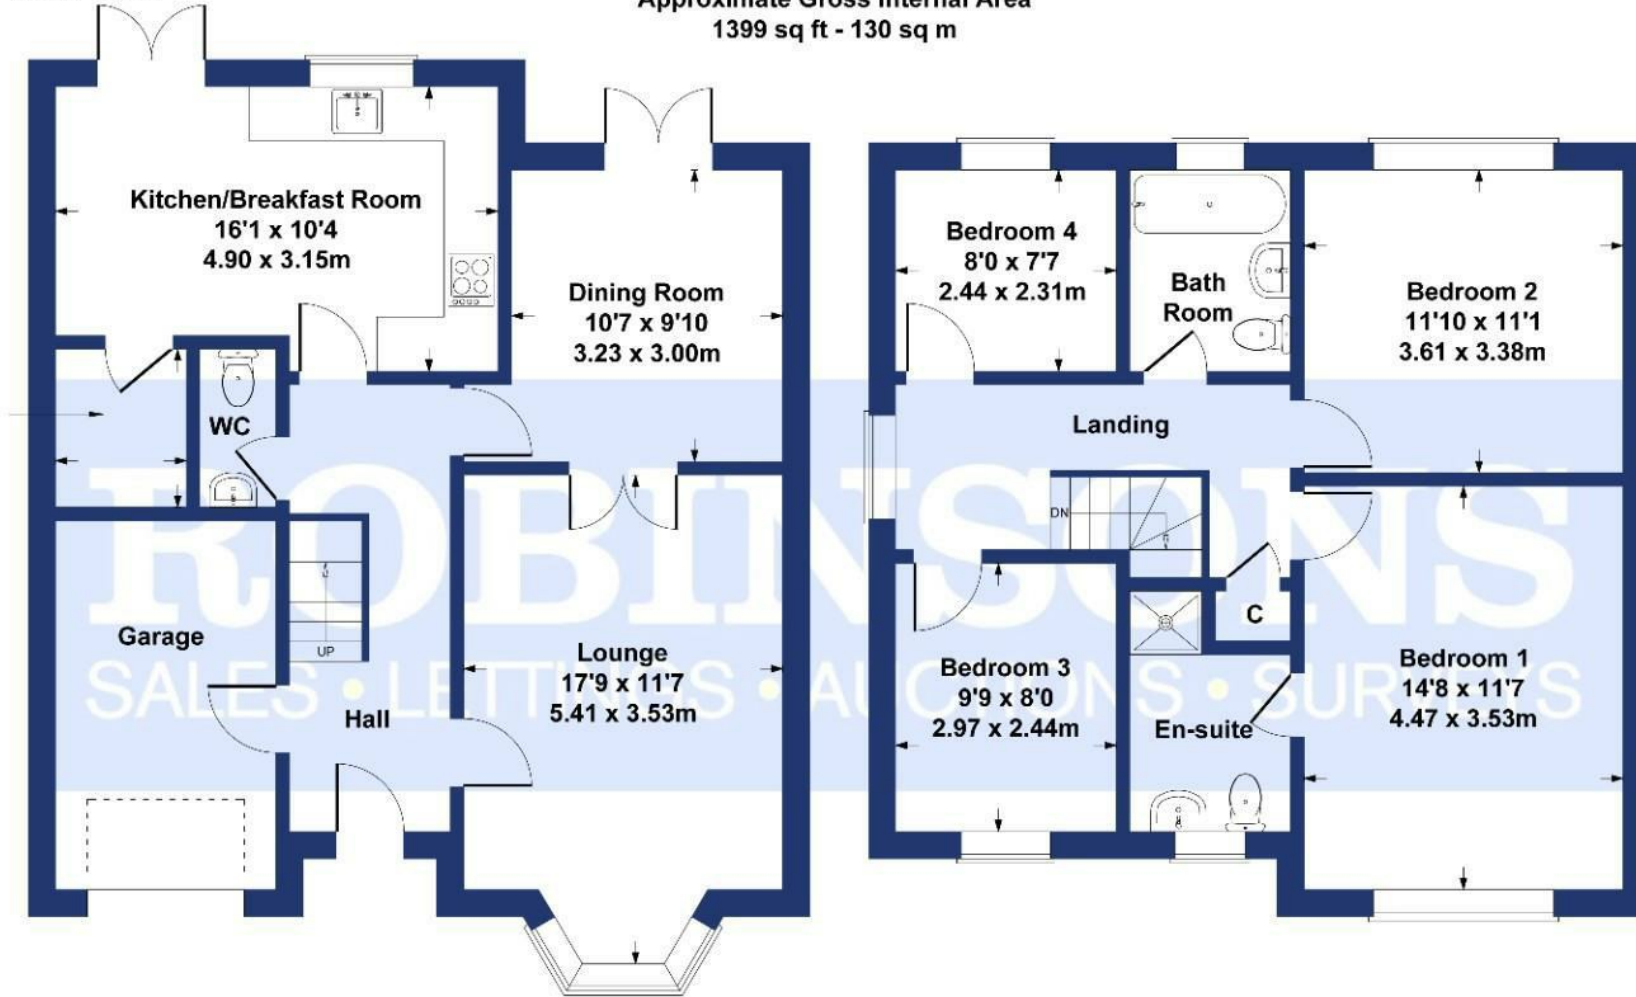 Approximate Gross Internal Area
1399 sq ft - 130 sq m
Kitchen/Breakfast Room
16'1 x 10'4
4.90 x 3.15m
Dining Room
10'7 x 9'10
3.23 x 3.00m
WC
Garage
UP
Hall
Lounge
17'9 x 11'7
5.41 x 3.53m
Bedroom 4
8'0 x 7'7
2.44 x 2.31m
Bath
Room
Bedroom 2
11'10 x 11'1
3.61 x 3.38m
Landing
DN
C
Bedroom 3
9'9 x 8'0
2.97 x 2.44m
En-suite
Bedroom 1
14'8 x 11'7
4.47 x 3.53m
ROBINSONS
SALES • LETTINGS • AUCTIONS • SURVEYS